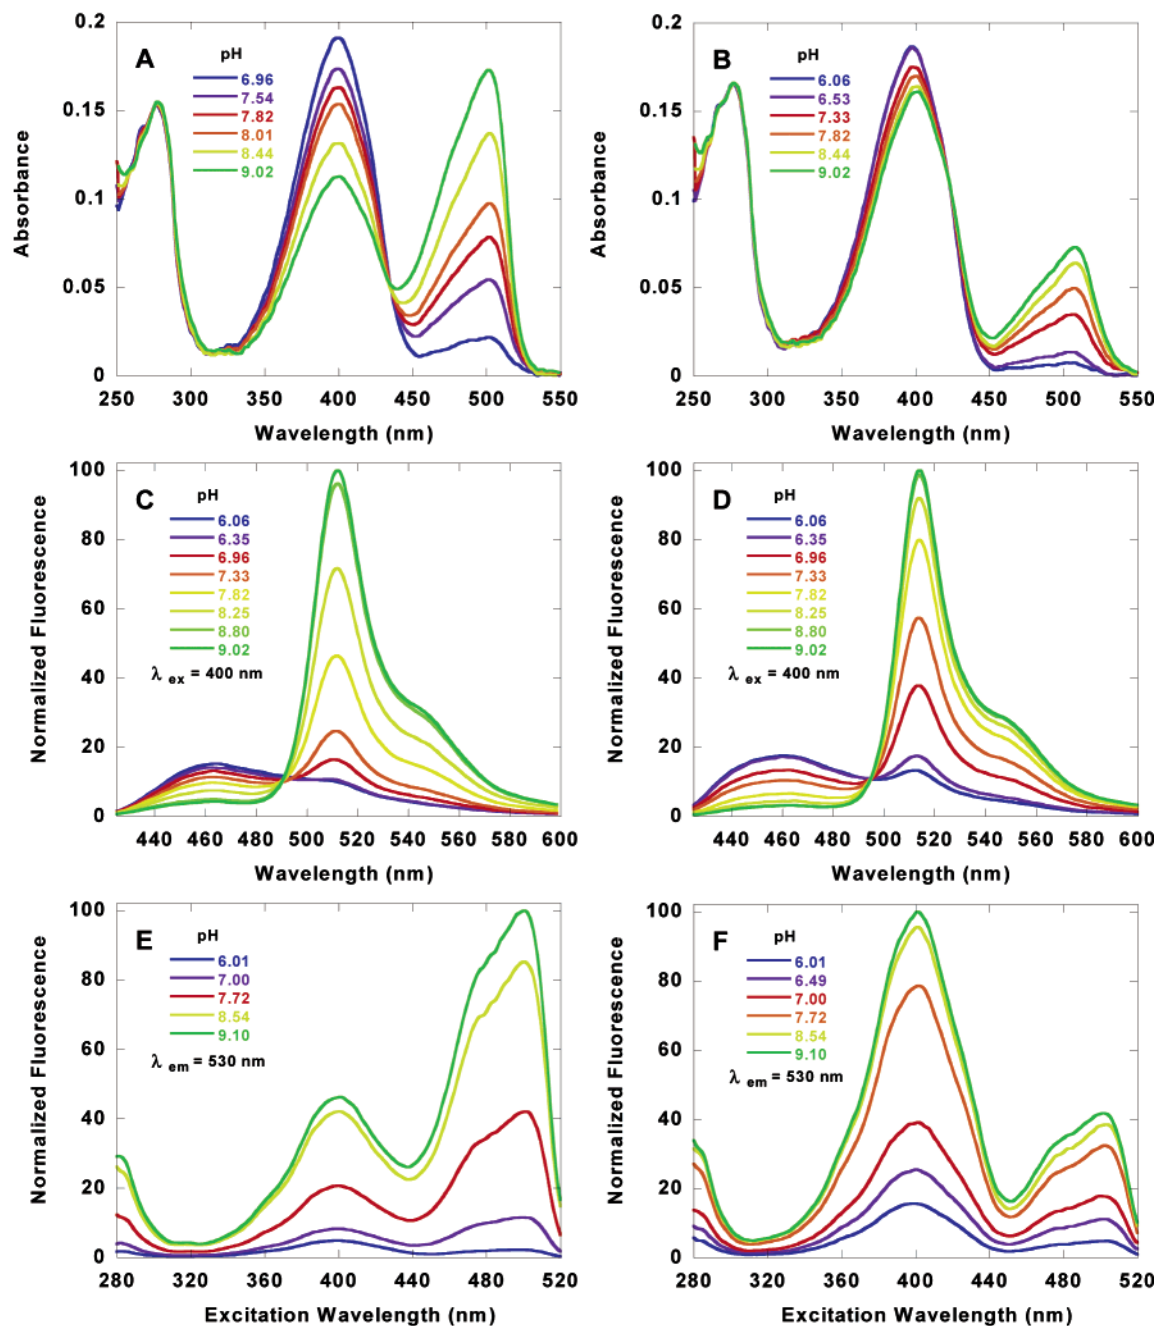 A
pH
6.96
7.54
7.82
8.01
8.44
9.02
0.2
0.15
0.1
0.05
0
Absorbance
250 300 350 400 450 500 550
Wavelength (nm)
B
pH
6.06
6.53
7.33
7.82
8.44
9.02
0.2
0.15
0.1
0.05
0
Absorbance
250 300 350 400 450 500 550
Wavelength (nm)
C
pH
6.06
6.35
6.96
7.33
7.82
8.25
8.80
9.02
λ ex = 400 nm
100
80
60
40
20
0
Normalized Fluorescence
440 460 480 500 520 540 560 580 600
Wavelength (nm)
D
pH
6.06
6.35
6.96
7.33
7.82
8.25
8.80
9.02
λ ex = 400 nm
100
80
60
40
20
0
Normalized Fluorescence
440 460 480 500 520 540 560 580 600
Wavelength (nm)
E
pH
6.01
7.00
7.72
8.54
9.10
λ em = 530 nm
100
80
60
40
20
0
Normalized Fluorescence
280 320 360 400 440 480 520
Excitation Wavelength (nm)
F
pH
6.01
6.49
7.00
7.72
8.54
9.10
λ em = 530 nm
100
80
60
40
20
0
Normalized Fluorescence
280 320 360 400 440 480 520
Excitation Wavelength (nm)